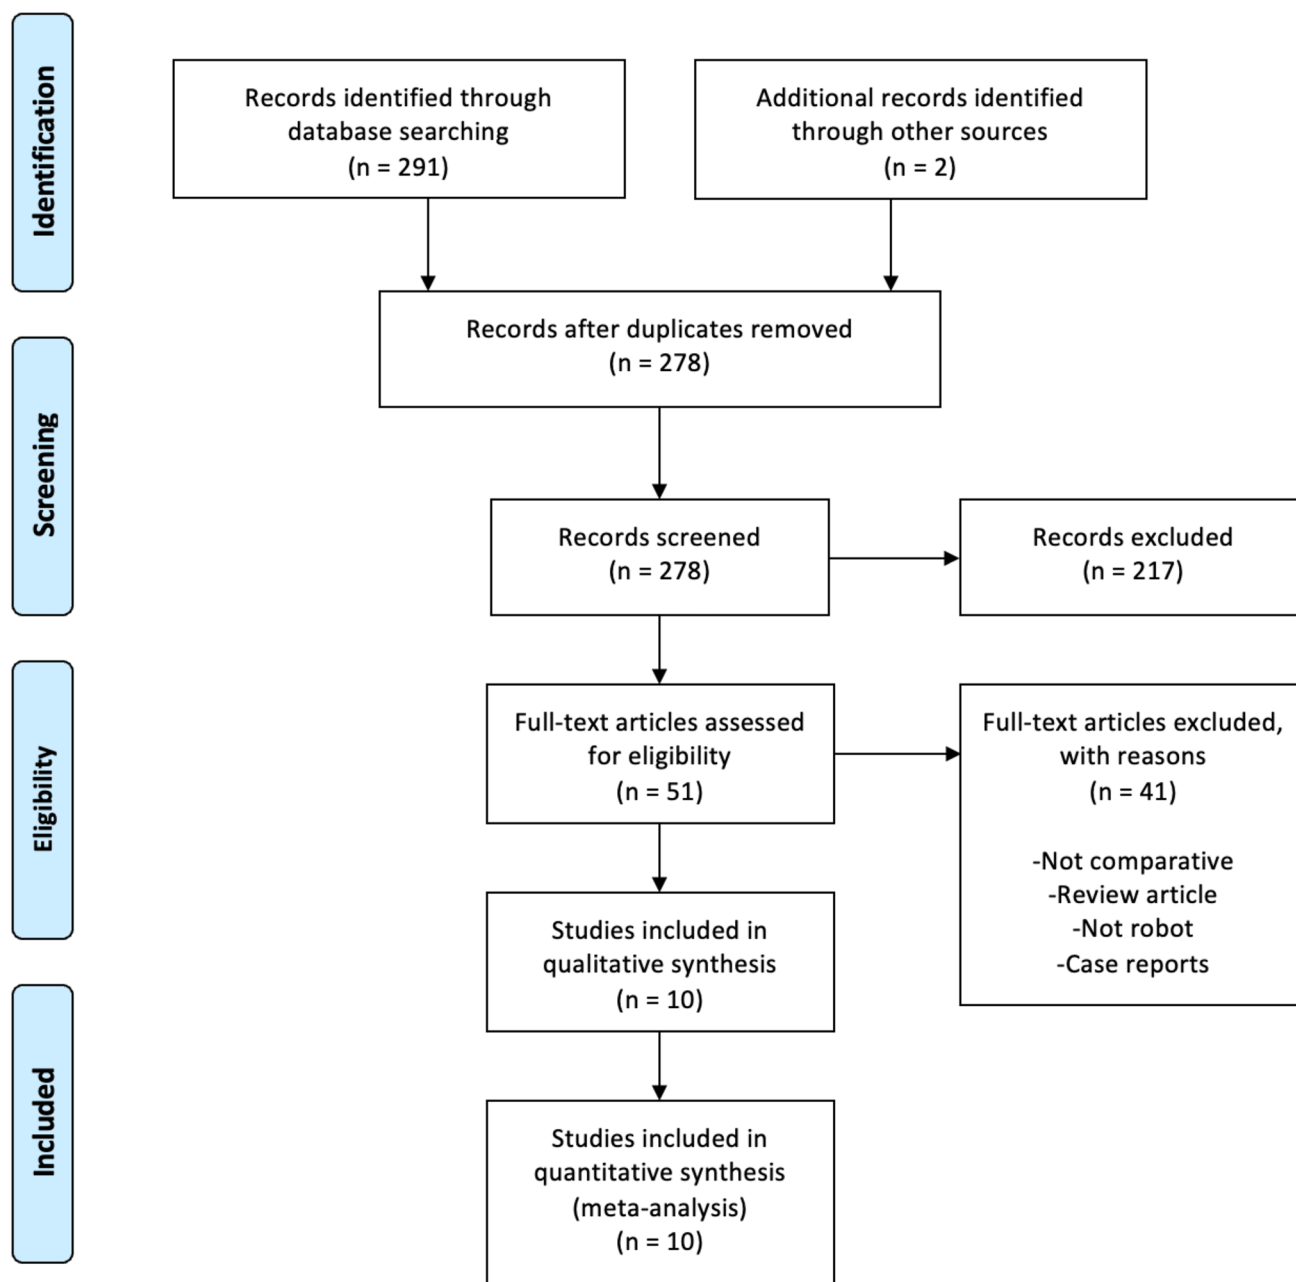 Identification
Records identified through
database searching
(n = 291)
Additional records identified
through other sources
(n = 2)
Records after duplicates removed
(n = 278)
Screening
Records screened
(n = 278)
Records excluded
(n = 217)
Eligibility
Full-text articles assessed
for eligibility
(n = 51)
Full-text articles excluded,
with reasons
(n = 41)
-Not comparative
-Review article
-Not robot
-Case reports
Studies included in
qualitative synthesis
(n = 10)
Included
Studies included in
quantitative synthesis
(meta-analysis)
(n = 10)